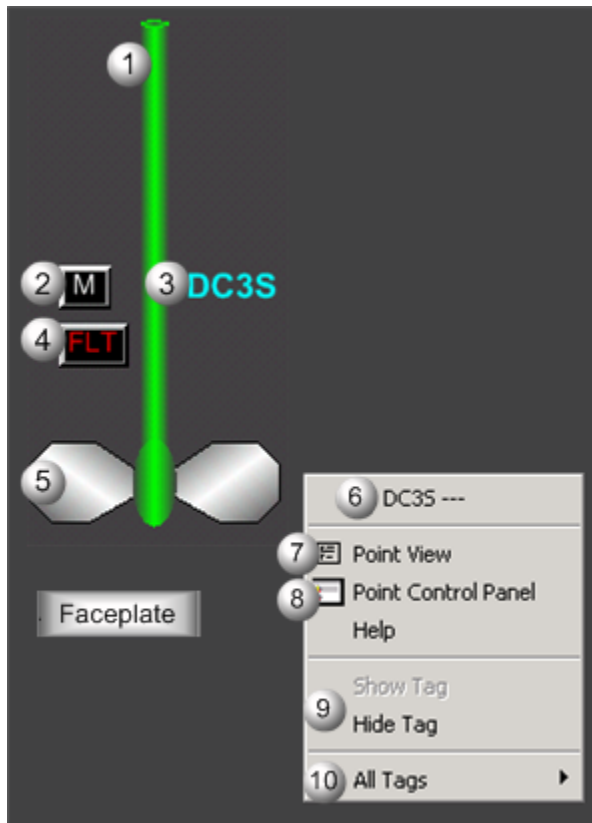 1
2 M
3 DC3S
4 FLT
5
6 DC3S ---
7 Point View
8 Point Control Panel
Help
Show Tag
9
Hide Tag
10 All Tags
Faceplate